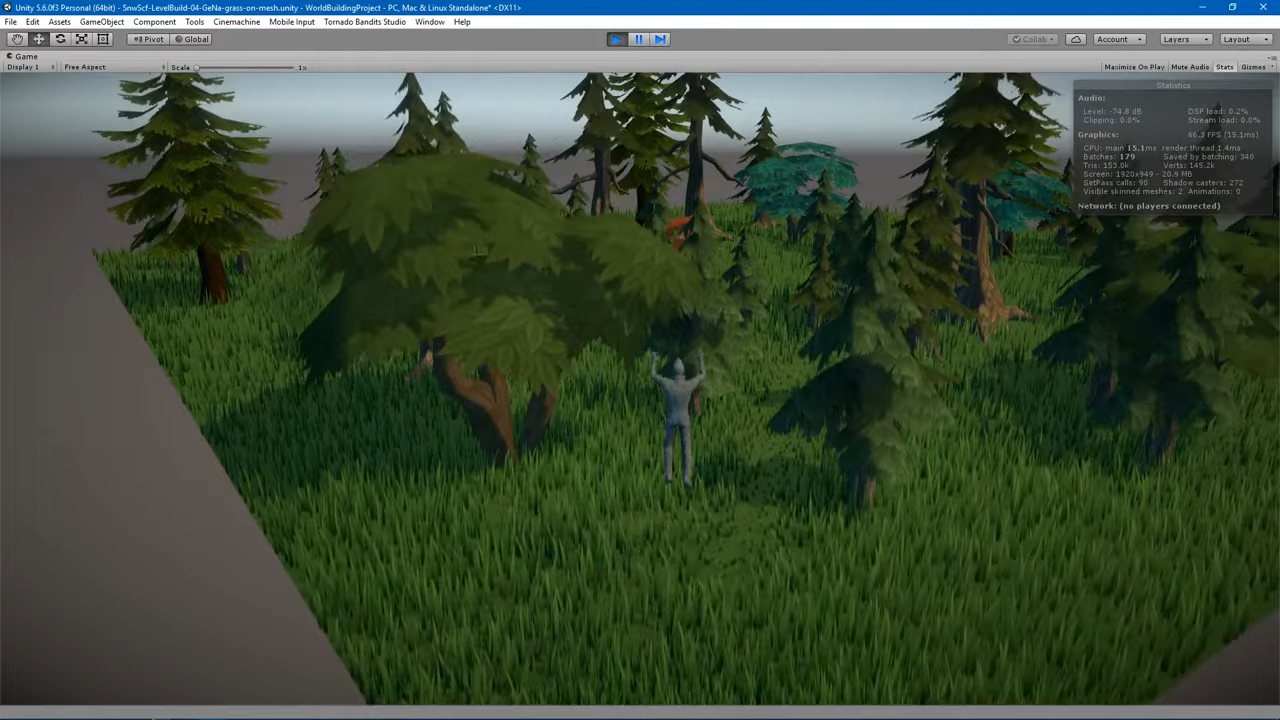 Unity 5.6.0f3 Personal (64bit) - SnwScf-LevelBuild-04-GeNa-grass-on-mesh.unity - WorldBuildingProject - PC, Mac & Linux Standalone* <DX11>
File Edit Assets GameObject Component Tools Cinemachine Mobile Input Tornado Bandits Studio Window Help
Pivot Global Collab Account Layers Layout
Game
Display 1 Free Aspect Scale 1x Maximize On Play Mute Audio Stats Gizmos
Statistics
Audio:
Level: -74.8 dB DSP load: 0.2%
Clipping: 0.0% Stream load: 0.0%
Graphics: 66.3 FPS (15.1ms)
CPU: main 15.1ms render thread 1.4ms
Batches: 179 Saved by batching: 340
Tris: 153.0k Verts: 145.2k
Screen: 1920x949 - 20.9 MB
SetPass calls: 90 Shadow casters: 272
Visible skinned meshes: 2 Animations: 0
Network: (no players connected)